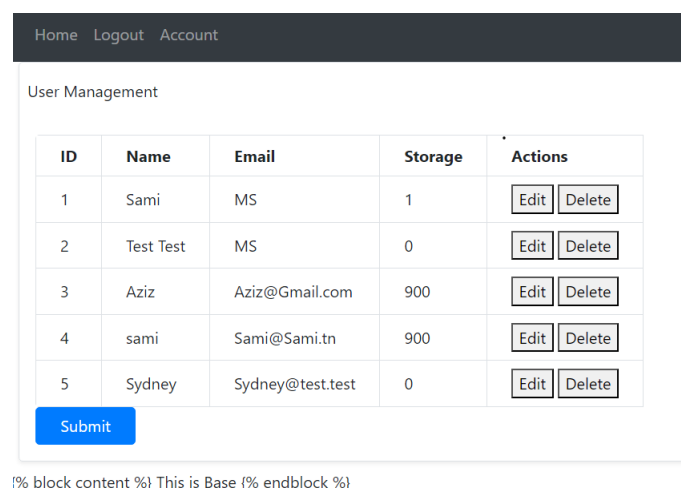 Home Logout Account
User Management
ID Name Email Storage Actions
1 Sami MS 1 Edit Delete
2 Test Test MS 0 Edit Delete
3 Aziz Aziz@Gmail.com 900 Edit Delete
4 sami Sami@Sami.tn 900 Edit Delete
5 Sydney Sydney@test.test 0 Edit Delete
Submit
{% block content %} This is Base {% endblock %}